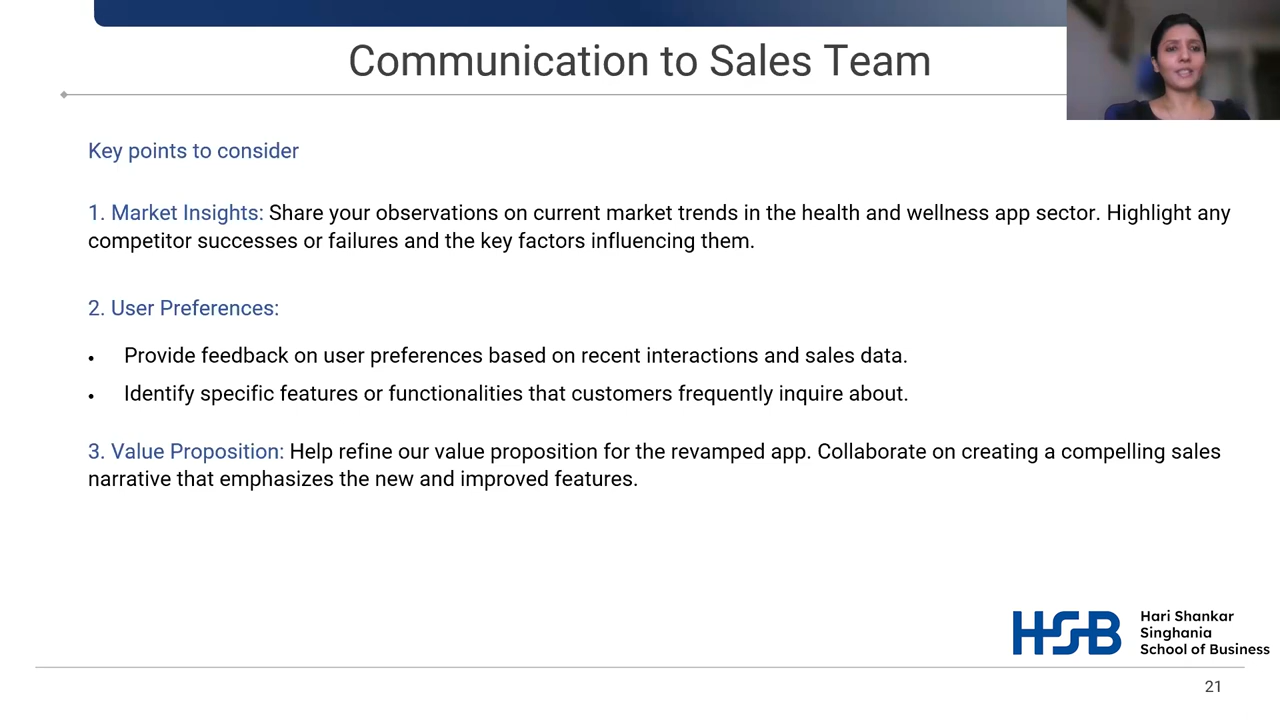 Communication to Sales Team
Key points to consider
1. Market Insights: Share your observations on current market trends in the health and wellness app sector. Highlight any
competitor successes or failures and the key factors influencing them.
2. User Preferences:
• Provide feedback on user preferences based on recent interactions and sales data.
• Identify specific features or functionalities that customers frequently inquire about.
3. Value Proposition: Help refine our value proposition for the revamped app. Collaborate on creating a compelling sales
narrative that emphasizes the new and improved features.
HSB
Hari Shankar
Singhania
School of Business
21